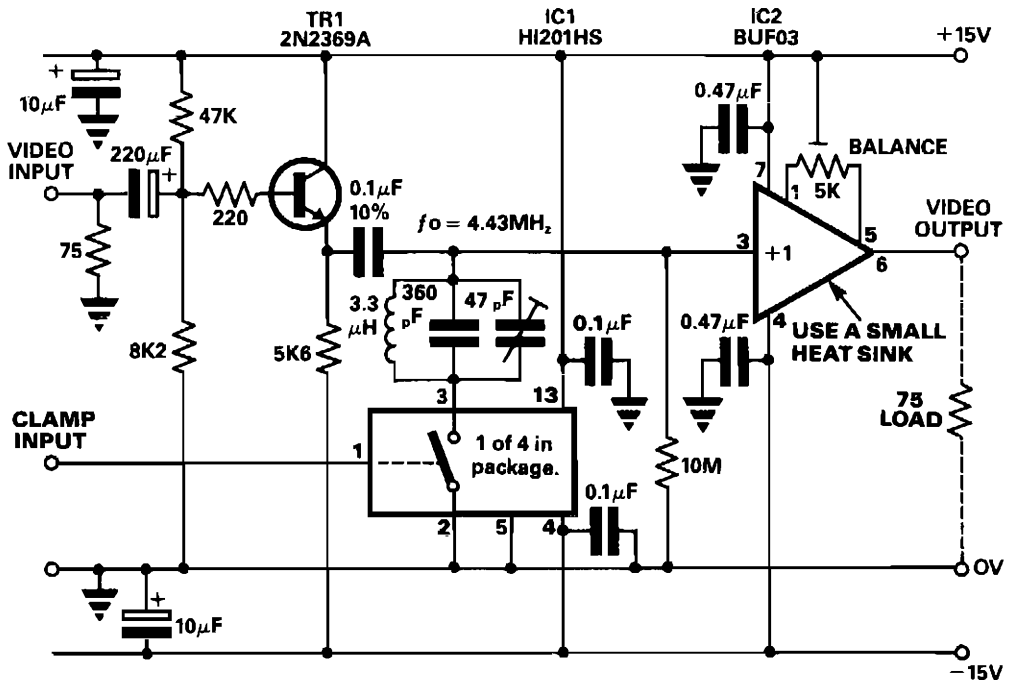 TR1
2N2369A
IC1
HI201HS
IC2
BUF03
+15V
+
10µF
47K
0.47µF
BALANCE
VIDEO
INPUT
220µF
+
220
0.1µF
10%
fo = 4.43MHz
7
1
5K
5
VIDEO
OUTPUT
75
3
+1
6
4
3.3
µH
360
pF
47 pF
0.1µF
0.47µF
USE A SMALL
HEAT SINK
8K2
5K6
3
13
75
LOAD
CLAMP
INPUT
1
1 of 4 in
package.
10M
0.1µF
2
5
4
0V
+
10µF
−15V